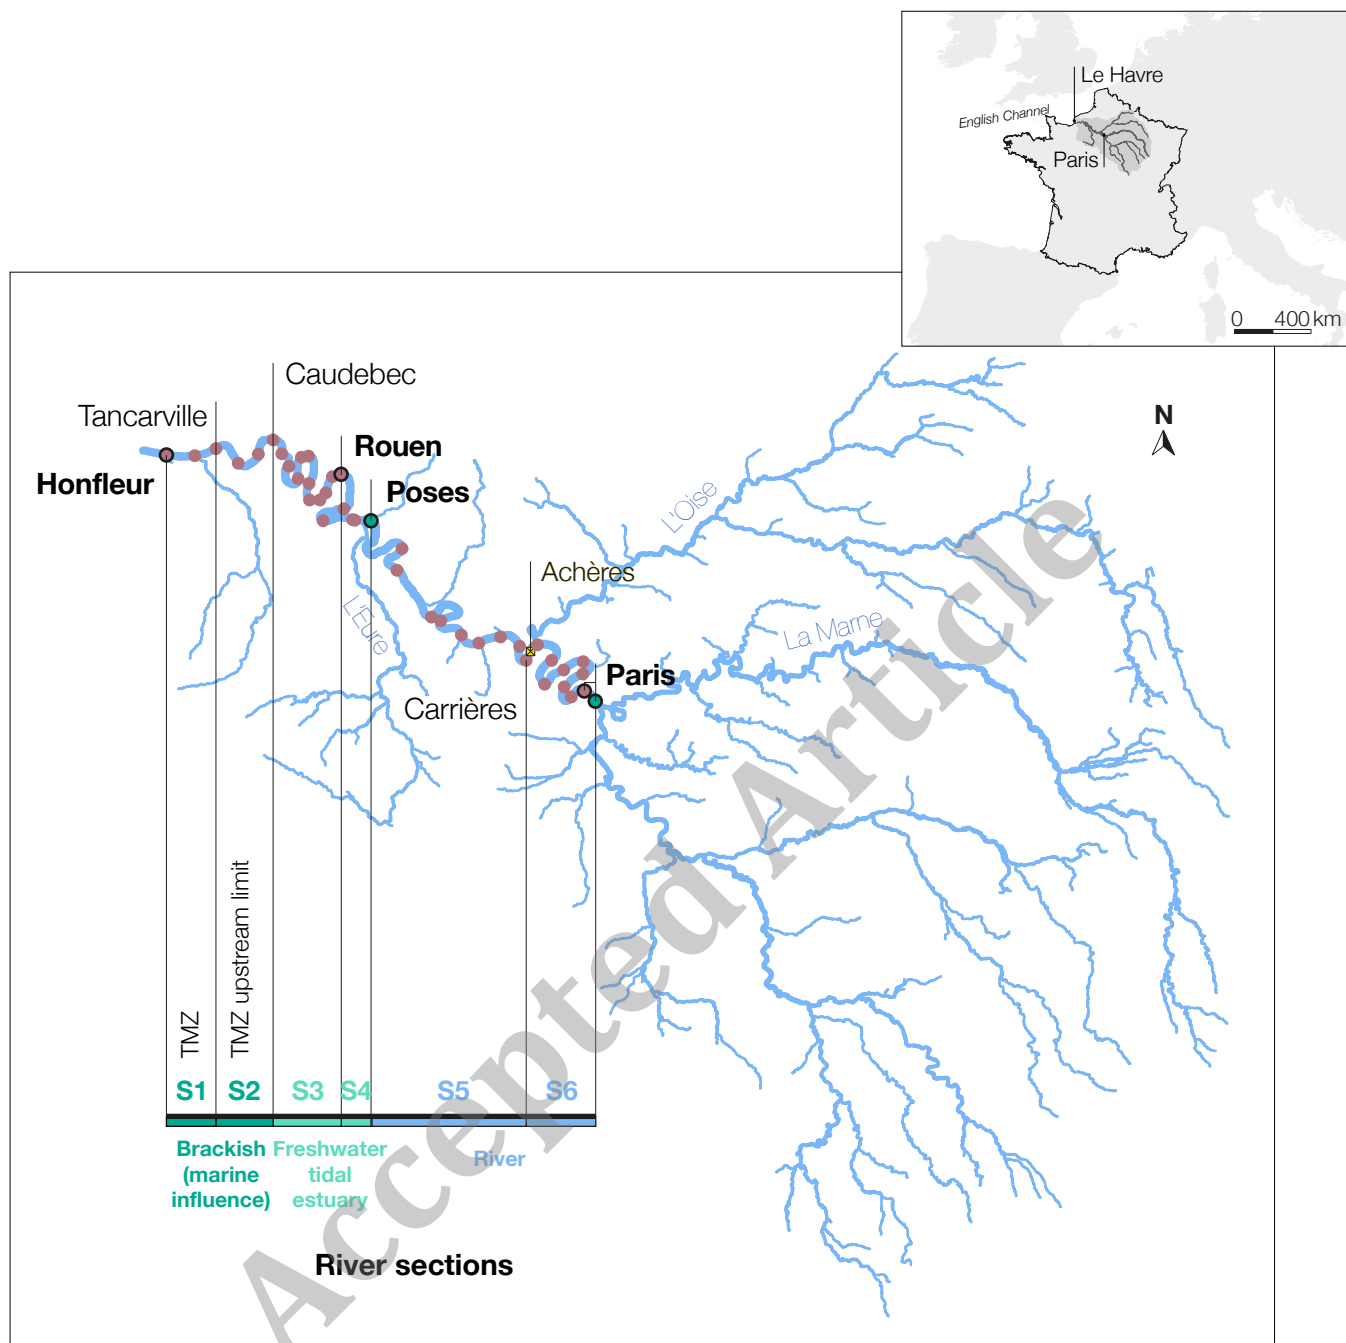 Le Havre
English Channel
Paris
0 400 km
Caudebec
Tancarville
Rouen
Honfleur
Poses
N
L'Oise
Achères
L'Eure
La Marne
Paris
Carrières
TMZ
TMZ upstream limit
S1 S2 S3 S4 S5 S6
Brackish
(marine
influence)
Freshwater
tidal
estuary
River
River sections
Accepted Article